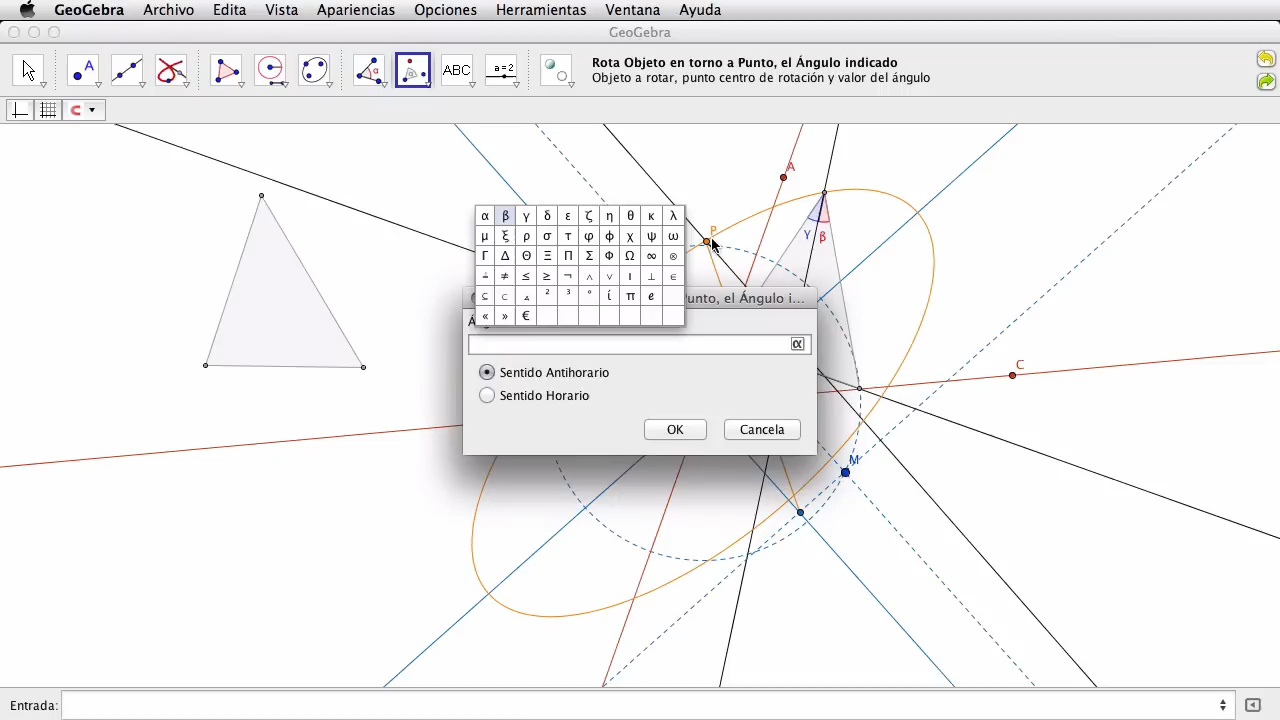 GeoGebra Archivo Edita Vista Apariencias Opciones Herramientas Ventana Ayuda
GeoGebra
A
α
ABC
a=2
Rota Objeto en torno a Punto, el Ángulo indicado
Objeto a rotar, punto centro de rotación y valor del ángulo
A
P
γ β
C
M
α β γ δ ε ζ η θ κ λ
μ ξ ρ σ τ φ ϕ χ ψ ω
Γ Δ Θ Ξ Π Σ Φ Ω ∞ ⊗
≟ ≠ ≤ ≥ ¬ ∧ ∨ ı ⊥ ∈
⊆ ⊂ ² ³ ° í π e
« » €
Punto, el Ángulo i...
α
Sentido Antihorario
Sentido Horario
OK Cancela
Entrada: